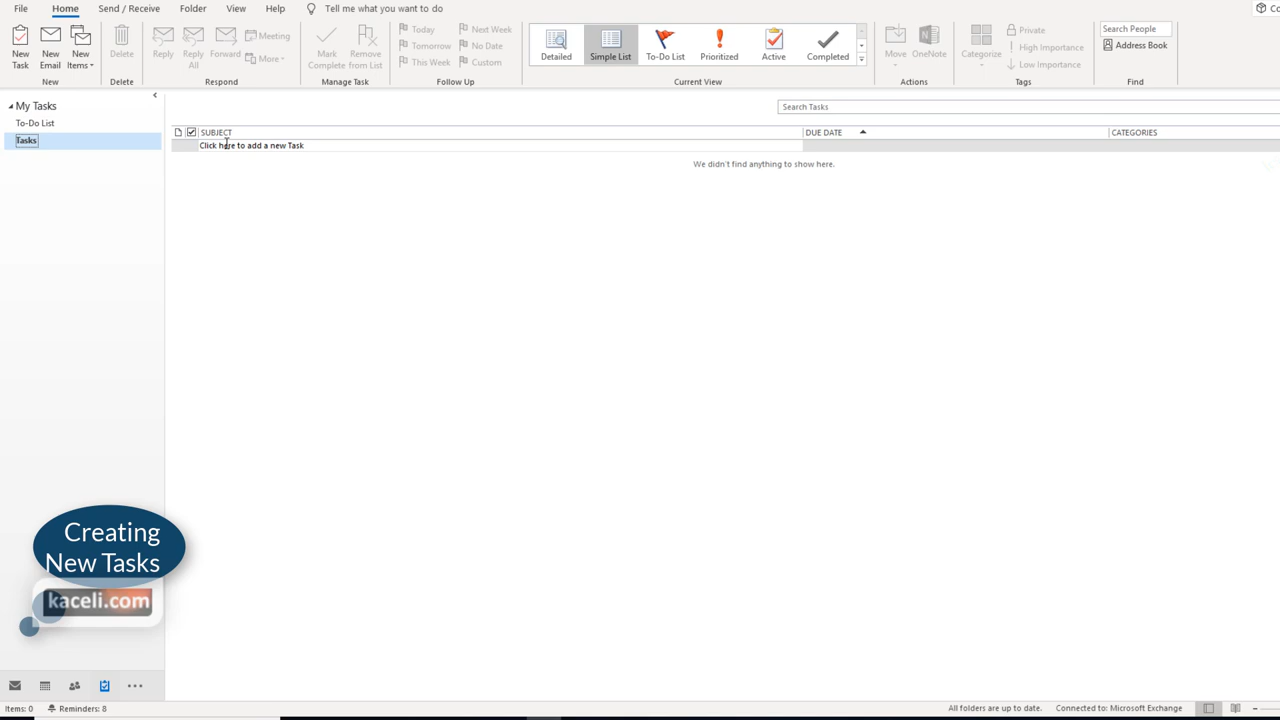 File Home Send / Receive Folder View Help Tell me what you want to do
New Task
New Email
New Items
New
Delete
Delete
Reply
Reply All
Forward
Meeting
More
Respond
Mark Complete
Remove from List
Manage Task
Today
Tomorrow
This Week
Next Week
No Date
Custom
Follow Up
Detailed
Simple List
To-Do List
Prioritized
Active
Completed
Current View
Move
OneNote
Actions
Categorize
Private
High Importance
Low Importance
Tags
Search People
Address Book
Find
My Tasks
To-Do List
Tasks
Search Tasks
SUBJECT DUE DATE CATEGORIES
Click here to add a new Task
We didn't find anything to show here.
Creating
New Tasks
kaceli.com
Items: 0 Reminders: 8 All folders are up to date. Connected to: Microsoft Exchange